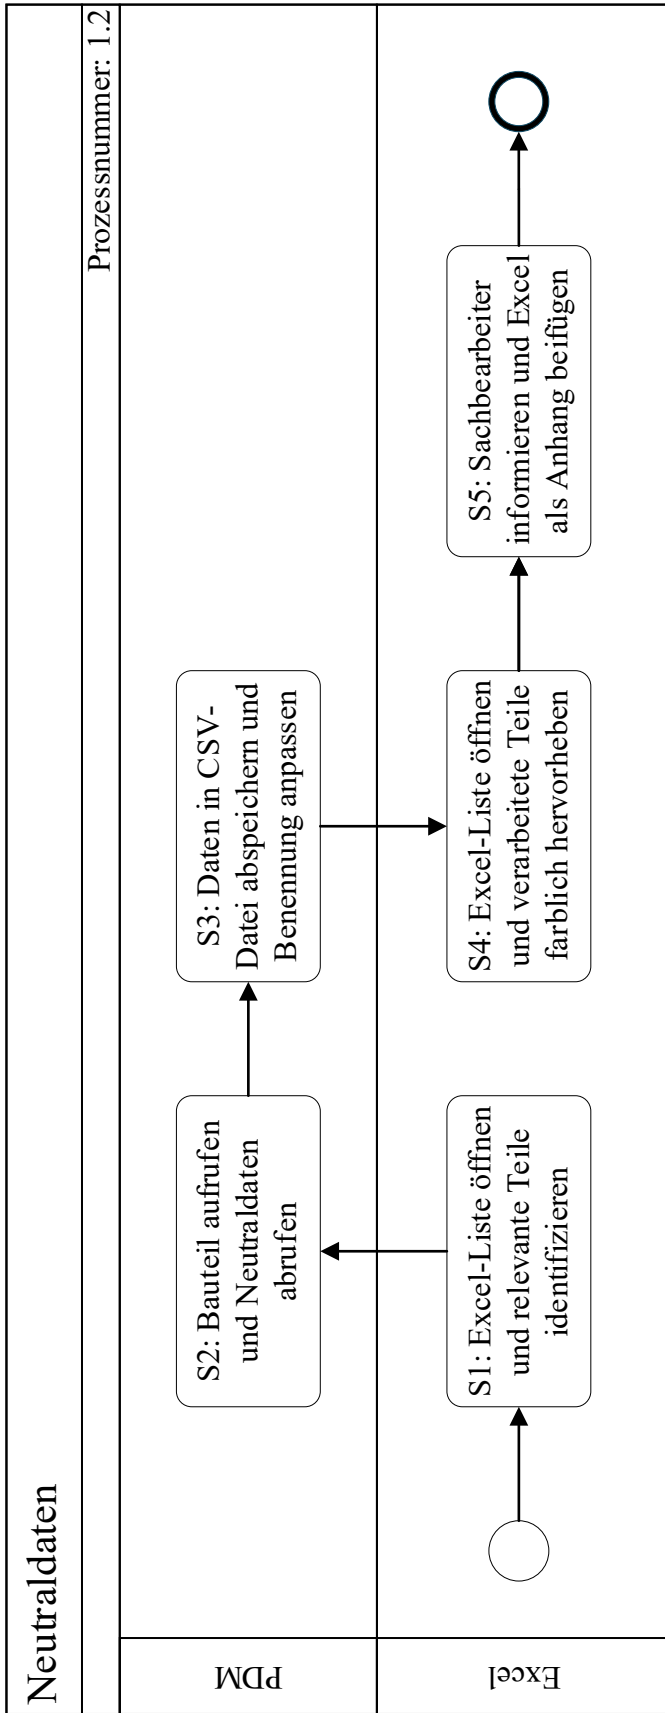 Neutraldaten
Prozessnummer: 1.2
PDM
S2: Bauteil aufrufen
und Neutraldaten
abrufen
S3: Daten in CSV-
Datei abspeichern und
Benennung anpassen
Excel
S1: Excel-Liste öffnen
und relevante Teile
identifizieren
S4: Excel-Liste öffnen
und verarbeitete Teile
farblich hervorheben
S5: Sachbearbeiter
informieren und Excel
als Anhang beifügen